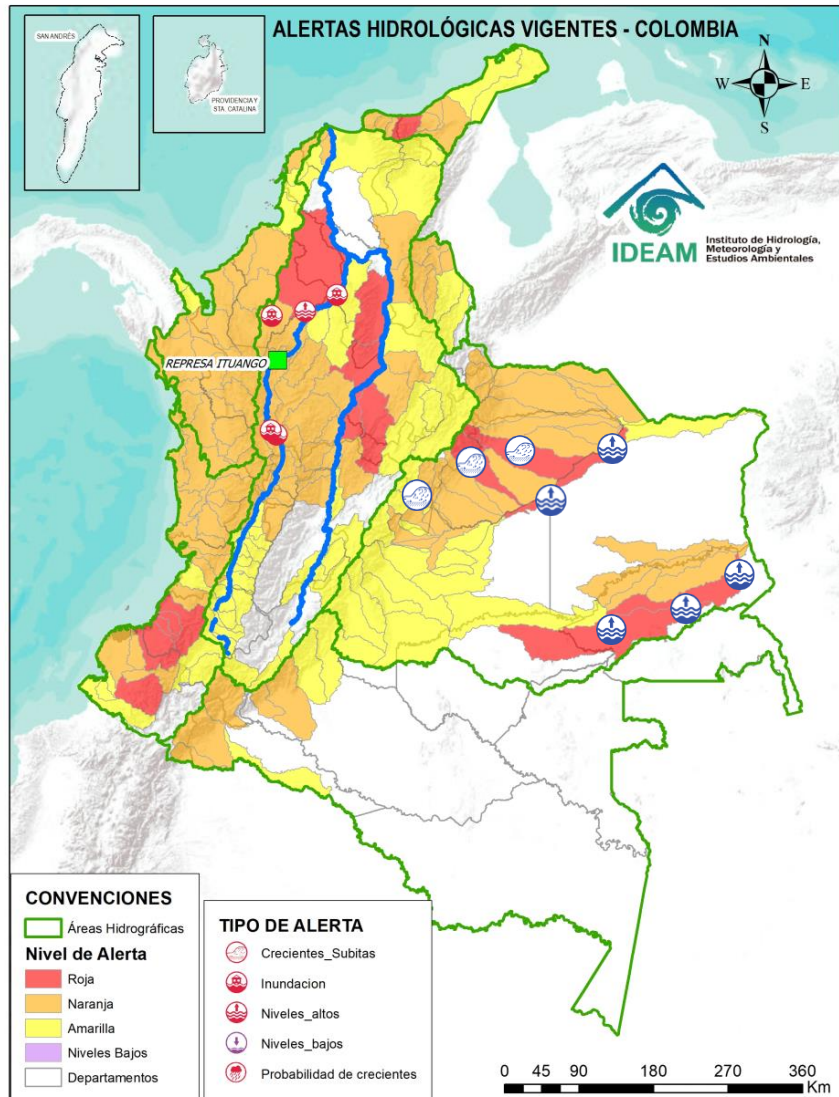 ALERTAS HIDROLÓGICAS VIGENTES - COLOMBIA
SAN ANDRÉS
PROVIDENCIA Y
STA. CATALINA
N
W
E
S
IDEAM
Instituto de Hidrología,
Meteorología y
Estudios Ambientales
REPRESA ITUANGO
CONVENCIONES
Áreas Hidrográficas
Nivel de Alerta
Roja
Naranja
Amarilla
Niveles Bajos
Departamentos
TIPO DE ALERTA
Crecientes_Subitas
Inundacion
Niveles_altos
Niveles_bajos
Probabilidad de crecientes
0 45 90 180 270 360
Km